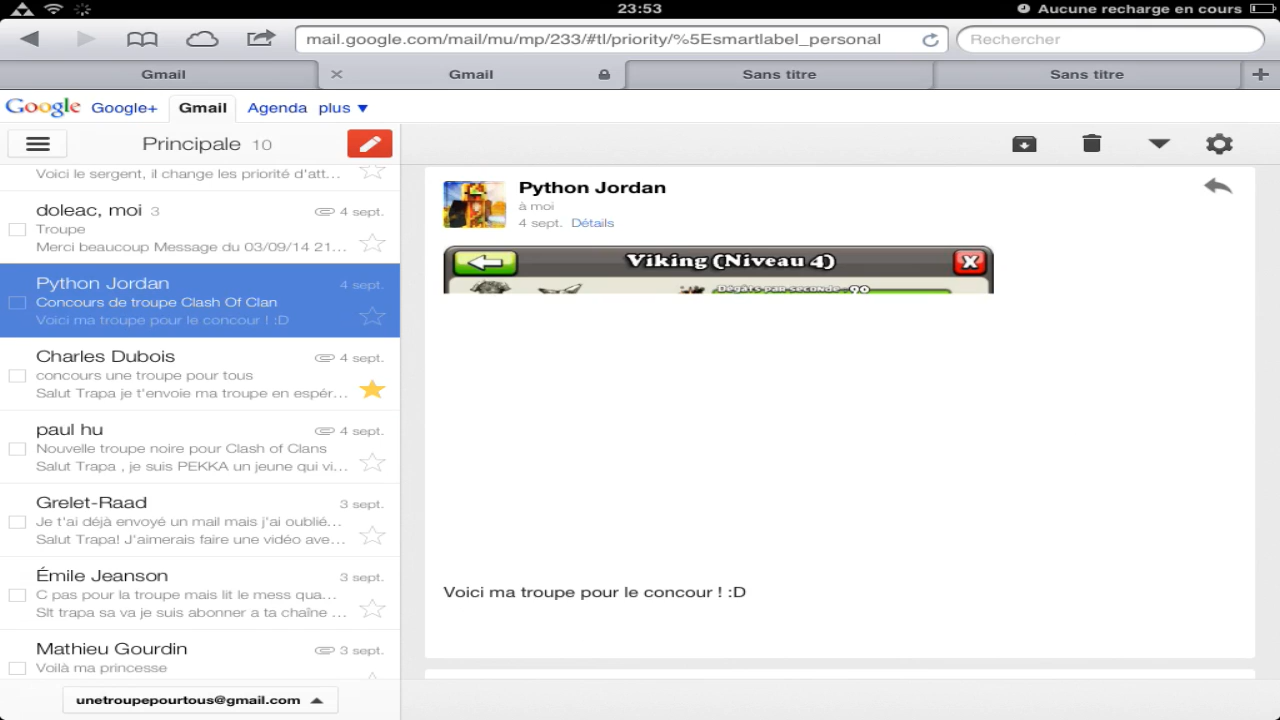 23:53
Aucune recharge en cours
mail.google.com/mail/mu/mp/233/#tl/priority/%5Esmartlabel_personal
Rechercher
Gmail
Gmail
Sans titre
Sans titre
Google Google+ Gmail Agenda plus
Principale 10
Voici le sergent, il change les priorité d'att...
doleac, moi 3
4 sept.
Troupe
Merci beaucoup Message du 03/09/14 21...
Python Jordan
4 sept.
Concours de troupe Clash Of Clan
Voici ma troupe pour le concour ! :D
Charles Dubois
4 sept.
concours une troupe pour tous
Salut Trapa je t'envoie ma troupe en espér...
paul hu
4 sept.
Nouvelle troupe noire pour Clash of Clans
Salut Trapa , je suis PEKKA un jeune qui vi...
Grelet-Raad
3 sept.
Je t'ai déjà envoyé un mail mais j'ai oublié...
Salut Trapa! J'aimerais faire une vidéo ave...
Émile Jeanson
3 sept.
C pas pour la troupe mais lit le mess qua...
Slt trapa sa va je suis abonner a ta chaîne ...
Mathieu Gourdin
3 sept.
Voilà ma princesse
unetroupepourtous@gmail.com
Python Jordan
à moi
4 sept. Détails
Viking (Niveau 4)
Dégâts par seconde : 90
Voici ma troupe pour le concour ! :D